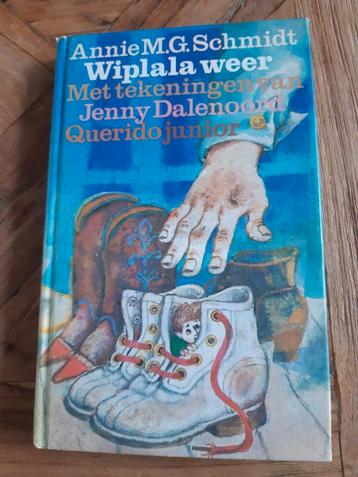 Annie M.G. Schmidt
Wiplala weer
Met tekeningen van
Jenny Dalenoord
Querido junior